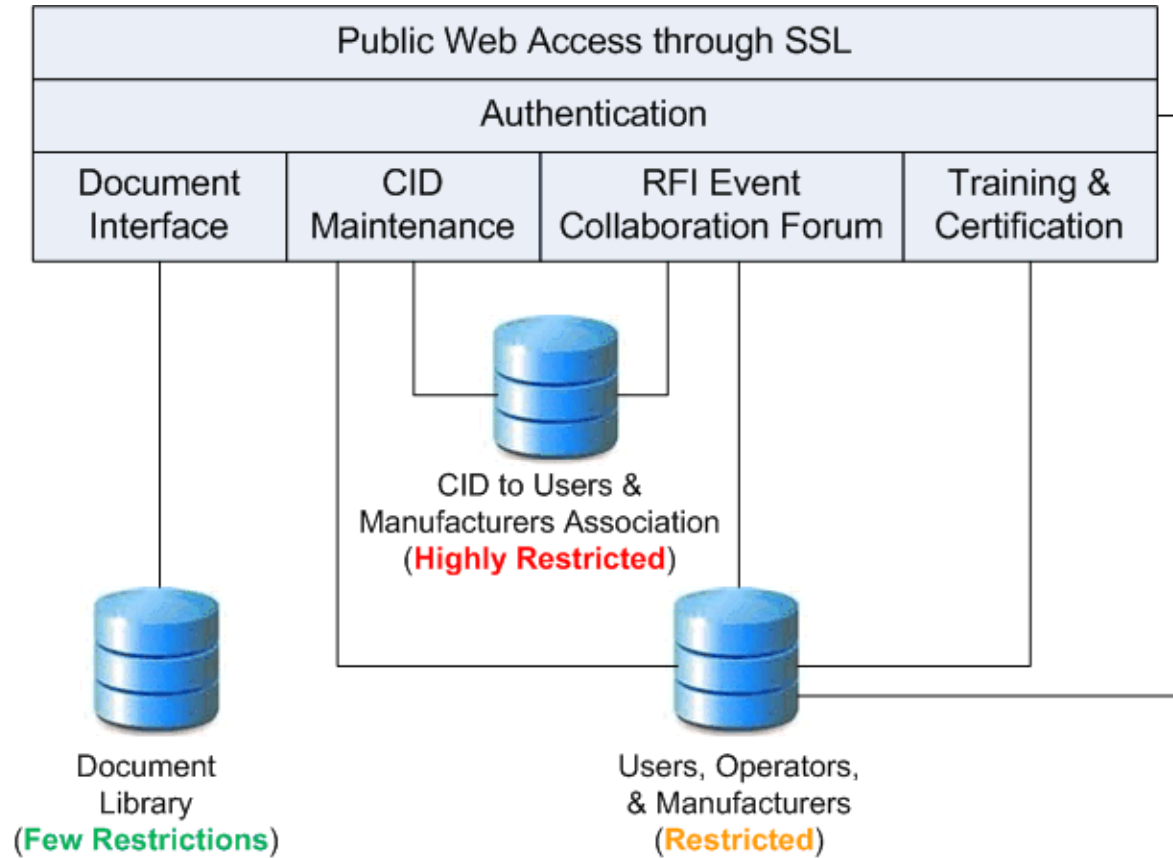 Public Web Access through SSL
Authentication
Document
Interface
CID
Maintenance
RFI Event
Collaboration Forum
Training &
Certification
CID to Users &
Manufacturers Association
(Highly Restricted)
Document
Library
(Few Restrictions)
Users, Operators,
& Manufacturers
(Restricted)